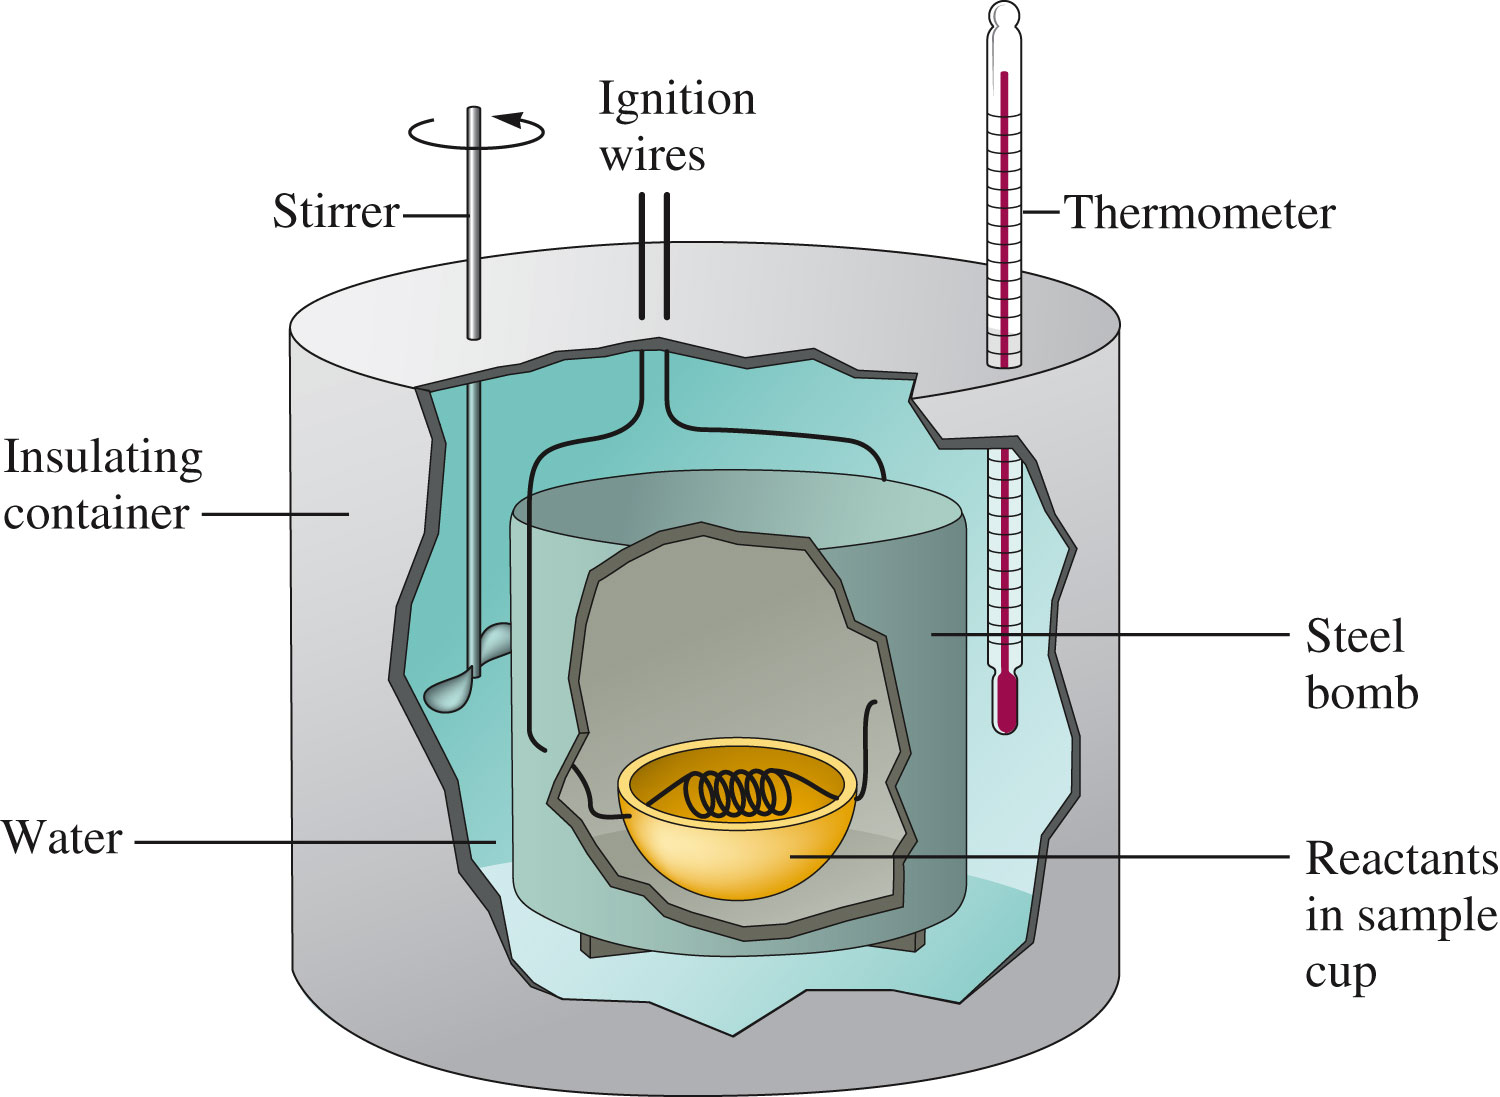 Ignition
wires
Stirrer
Thermometer
Insulating
container
Steel
bomb
Water
Reactants
in sample
cup